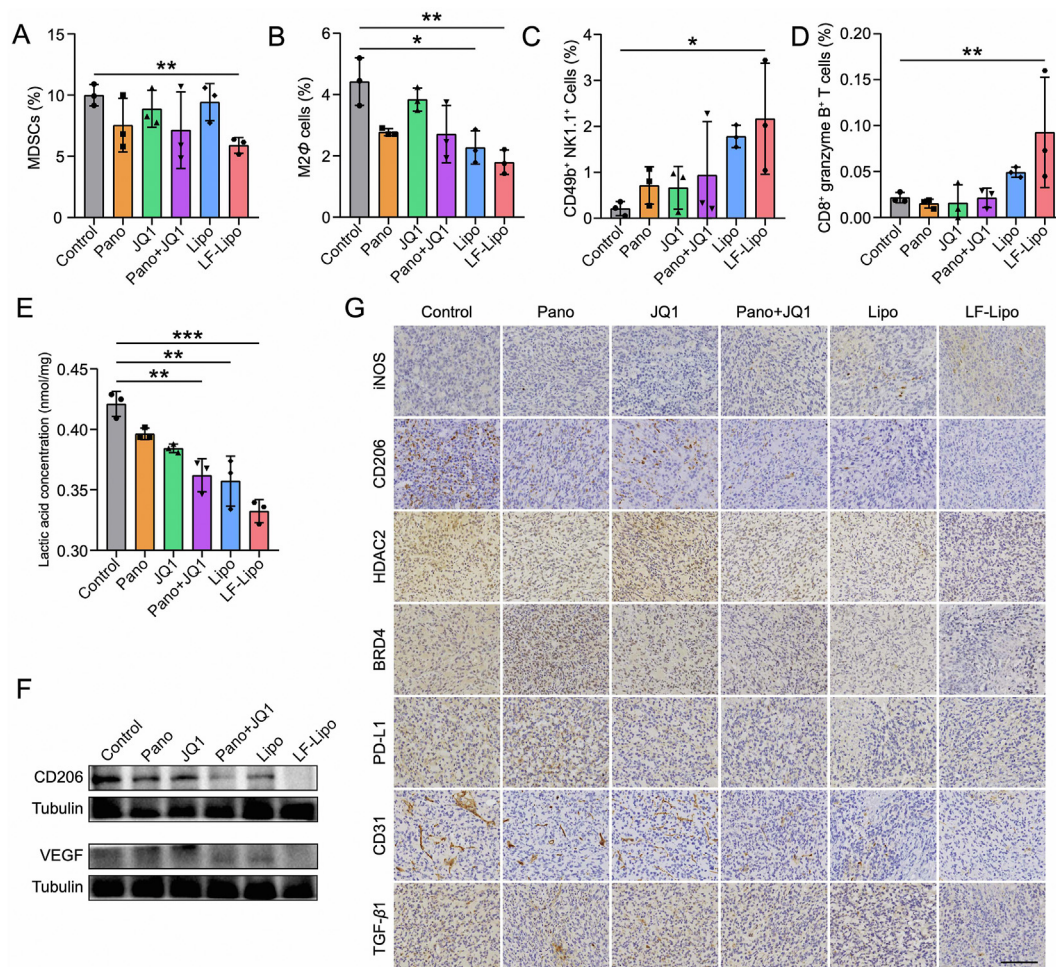 A
MDSCs (%)
**
15
10
5
0
Control
Pano
JQ1
Pano+JQ1
Lipo
LF-Lipo
B
M2Φ cells (%)
**
*
6
4
2
0
Control
Pano
JQ1
Pano+JQ1
Lipo
LF-Lipo
C
CD49b⁺ NK1.1⁺ Cells (%)
*
4
3
2
1
0
Control
Pano
JQ1
Pano+JQ1
Lipo
LF-Lipo
D
CD8⁺ granzyme B⁺ T cells (%)
**
0.20
0.15
0.10
0.05
0.00
Control
Pano
JQ1
Pano+JQ1
Lipo
LF-Lipo
E
Lactic acid concentration (nmol/mg)
***
**
**
0.45
0.40
0.35
0.30
Control
Pano
JQ1
Pano+JQ1
Lipo
LF-Lipo
F
Control
Pano
JQ1
Pano+JQ1
Lipo
LF-Lipo
CD206
Tubulin
VEGF
Tubulin
G
Control Pano JQ1 Pano+JQ1 Lipo LF-Lipo
iNOS
CD206
HDAC2
BRD4
PD-L1
CD31
TGF-β1